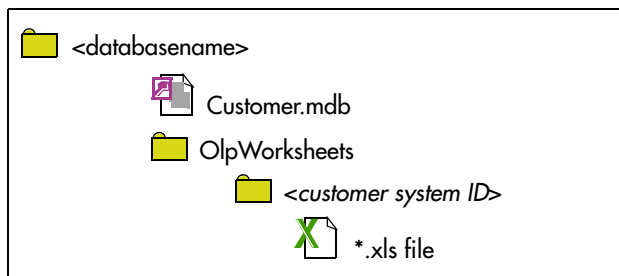 <databasename>
Customer.mdb
OlpWorksheets
<customer system ID>
*.xls file